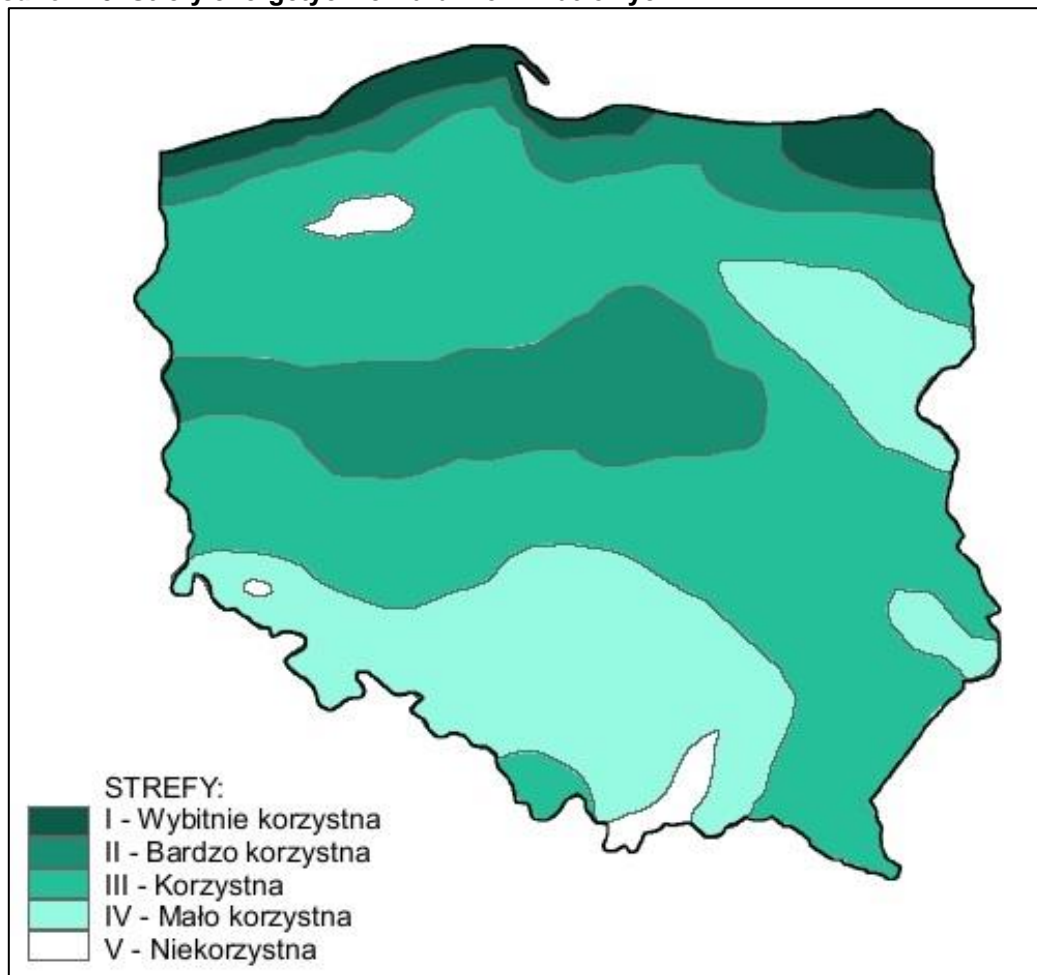 STREFY:
I - Wybitnie korzystna
II - Bardzo korzystna
III - Korzystna
IV - Mało korzystna
V - Niekorzystna